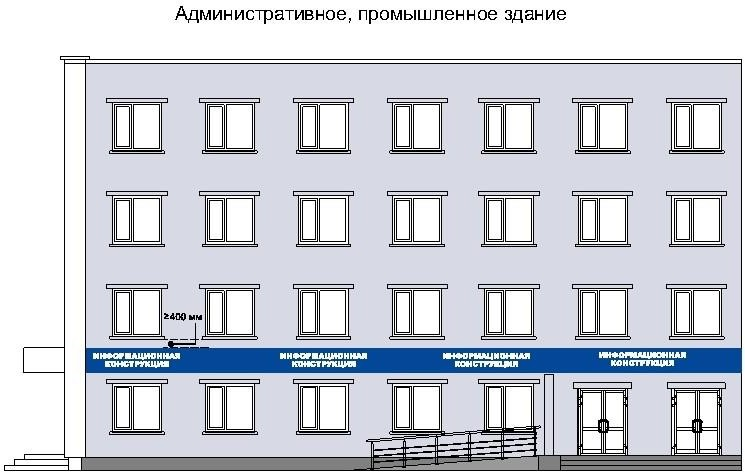 Административное, промышленное здание
≥400 мм
ИНФОРМАЦИОННАЯ
КОНСТРУКЦИЯ
ИНФОРМАЦИОННАЯ
КОНСТРУКЦИЯ
ИНФОРМАЦИОННАЯ
КОНСТРУКЦИЯ
ИНФОРМАЦИОННАЯ
КОНСТРУКЦИЯ